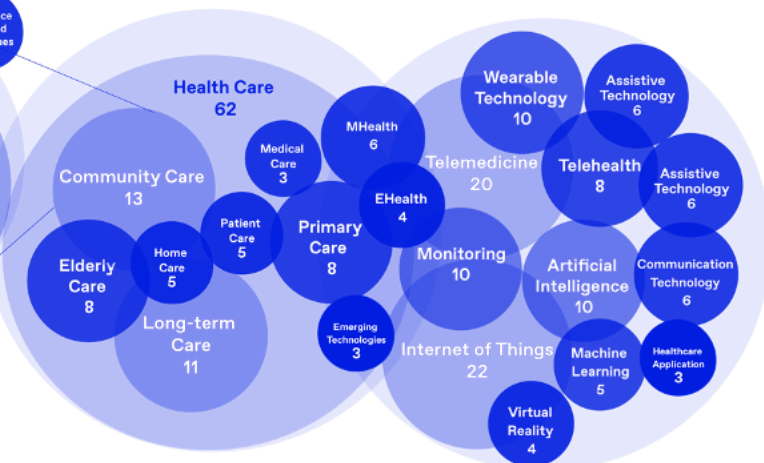 ce
d
es
Health Care
62
Community Care
13
Medical
Care
3
MHealth
6
EHealth
4
Patient
Care
5
Primary
Care
8
Elderly
Care
8
Home
Care
5
Long-term
Care
11
Emerging
Technologies
3
Wearable
Technology
10
Assistive
Technology
6
Telemedicine
20
Telehealth
8
Assistive
Technology
6
Monitoring
10
Artificial
Intelligence
10
Communication
Technology
6
Internet of Things
22
Machine
Learning
5
Healthcare
Application
3
Virtual
Reality
4